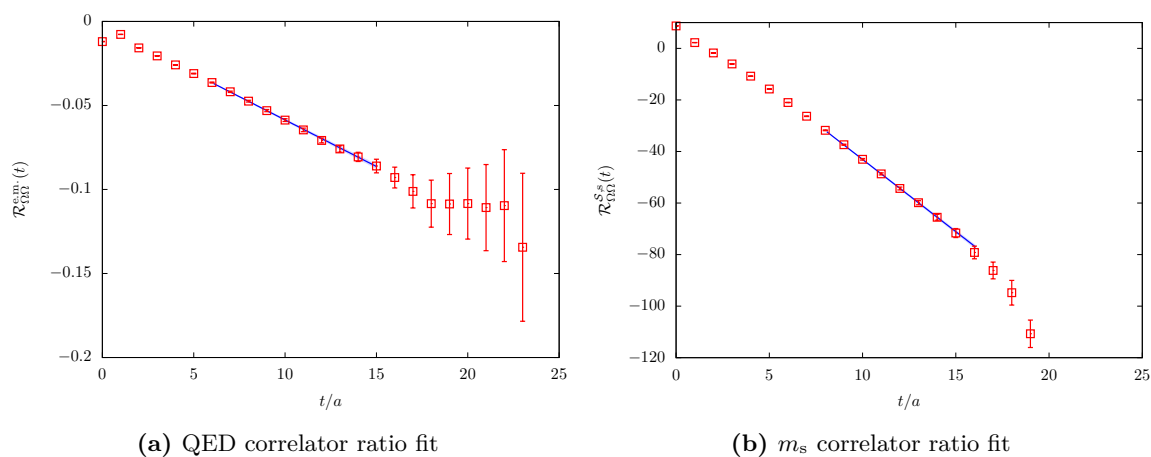 0
−0.05
−0.1
−0.15
−0.2
0 5 10 15 20 25
t/a
R^{e.m.}_{ΩΩ}(t)
(a) QED correlator ratio fit
0
−20
−40
−60
−80
−100
−120
0 5 10 15 20 25
t/a
R^{S,s}_{ΩΩ}(t)
(b) m_s correlator ratio fit